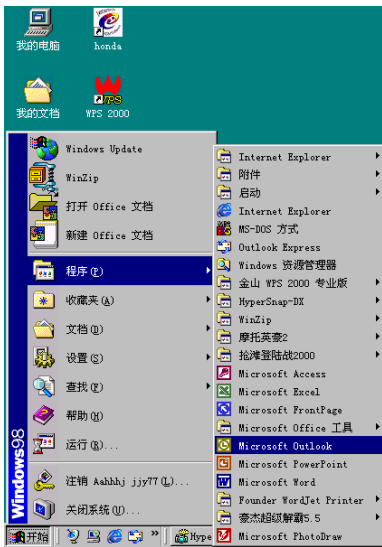 我的电脑
honda
我的文档
WPS 2000
Windows Update
WinZip
打开 Office 文档
新建 Office 文档
程序(P)
收藏夹(A)
文档(D)
设置(S)
查找(F)
帮助(H)
运行(R)...
注销 Ashhhj jjy77(L)...
关闭系统(U)...
Windows98
Internet Explorer
附件
启动
Internet Explorer
MS-DOS 方式
Outlook Express
Windows 资源管理器
金山 WPS 2000 专业版
HyperSnap-DX
WinZip
摩托英豪2
抢滩登陆战2000
Microsoft Access
Microsoft Excel
Microsoft FrontPage
Microsoft Office 工具
Microsoft Outlook
Microsoft PowerPoint
Microsoft Word
Founder WordJet Printer
豪杰超级解霸5.5
Microsoft PhotoDraw
开始
Hype